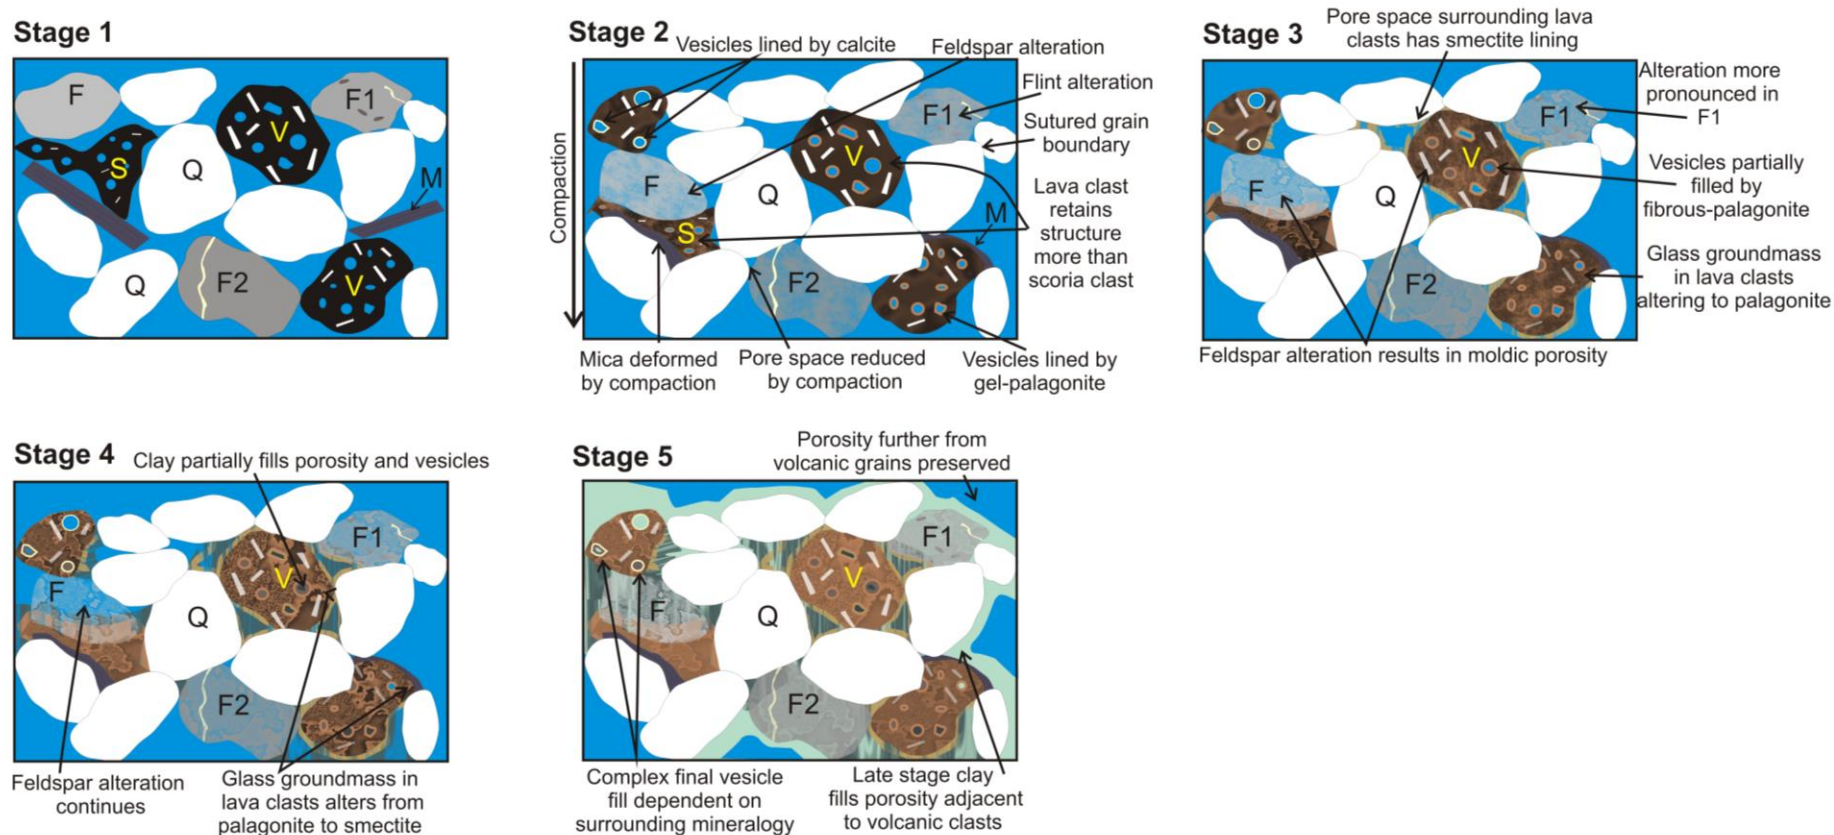 Stage 1
F
F1
V
S
Q
M
Q
F2
V
Stage 2
Vesicles lined by calcite
Feldspar alteration
Flint alteration
Sutured grain
boundary
Lava clast
retains
structure
more than
scoria clast
Compaction
F1
V
F
Q
M
S
F2
Mica deformed
by compaction
Pore space reduced
by compaction
Vesicles lined by
gel-palagonite
Stage 3
Pore space surrounding lava
clasts has smectite lining
Alteration more
pronounced in
F1
Vesicles partially
filled by
fibrous-palagonite
Glass groundmass
in lava clasts
altering to palagonite
F1
V
F
Q
F2
Feldspar alteration results in moldic porosity
Stage 4
Clay partially fills porosity and vesicles
F1
V
F
Q
F2
Feldspar alteration
continues
Glass groundmass in
lava clasts alters from
palagonite to smectite
Stage 5
Porosity further from
volcanic grains preserved
F1
V
F
Q
F2
Complex final vesicle
fill dependent on
surrounding mineralogy
Late stage clay
fills porosity adjacent
to volcanic clasts